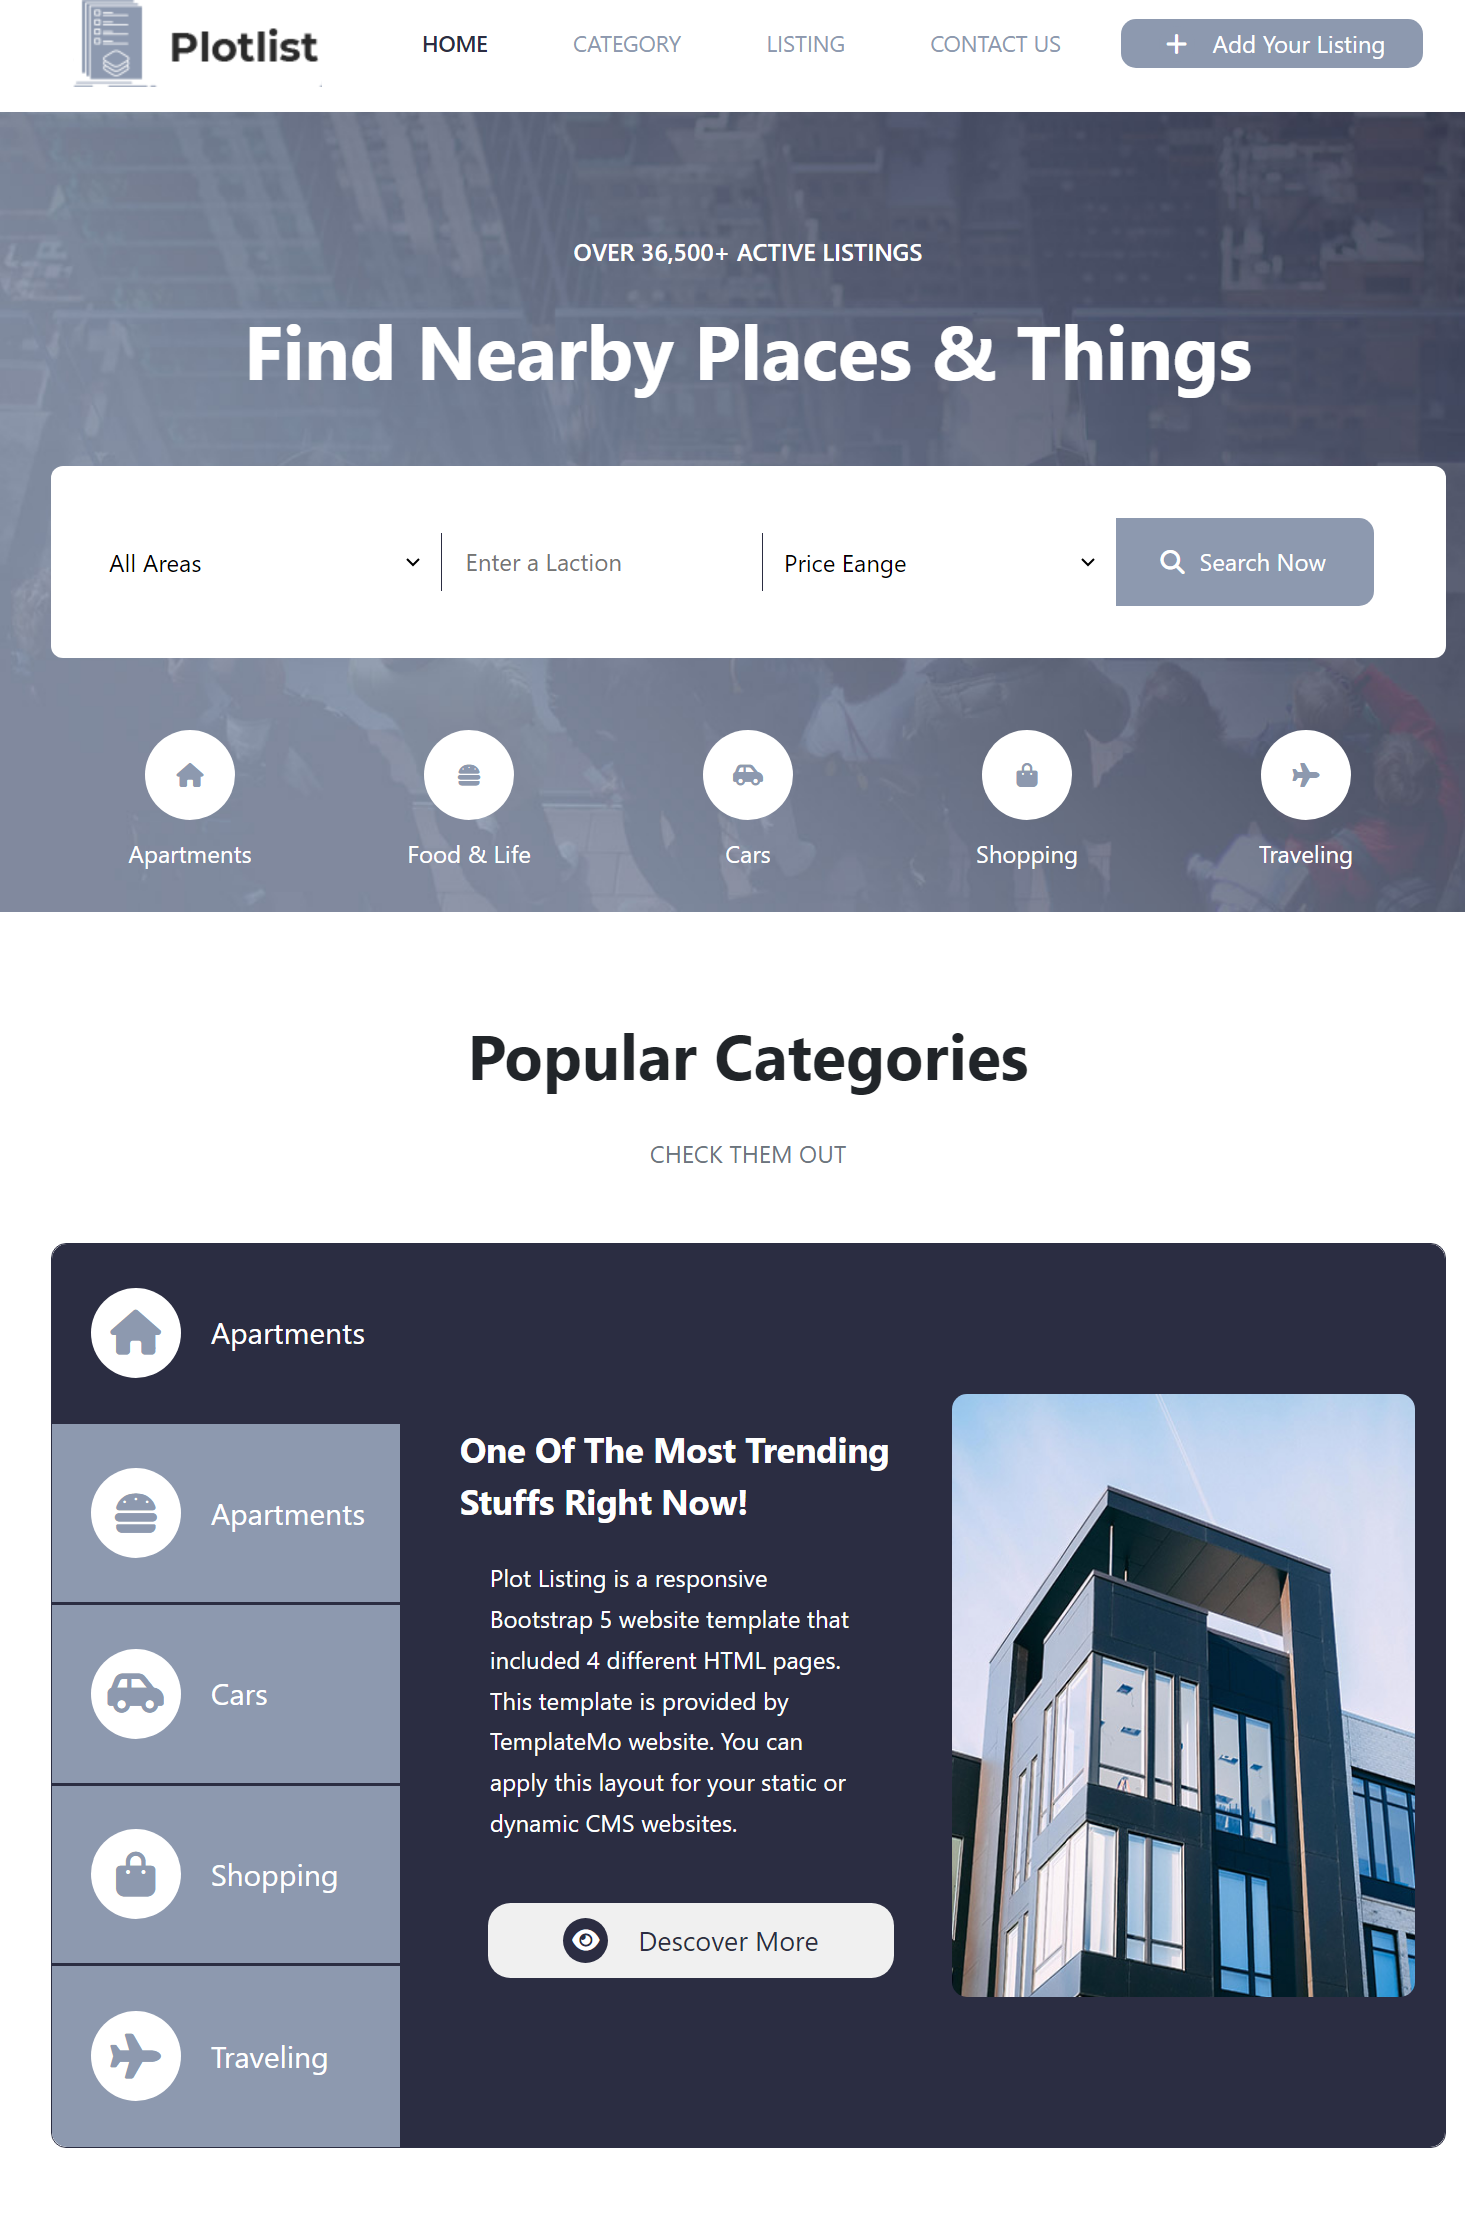 Plotlist
HOME
CATEGORY
LISTING
CONTACT US
Add Your Listing
OVER 36,500+ ACTIVE LISTINGS
Find Nearby Places & Things
All Areas
Enter a Laction
Price Eange
Search Now
Apartments
Food & Life
Cars
Shopping
Traveling
Popular Categories
CHECK THEM OUT
Apartments
Apartments
Cars
Shopping
Traveling
One Of The Most Trending
Stuffs Right Now!
Plot Listing is a responsive
Bootstrap 5 website template that
included 4 different HTML pages.
This template is provided by
TemplateMo website. You can
apply this layout for your static or
dynamic CMS websites.
Descover More